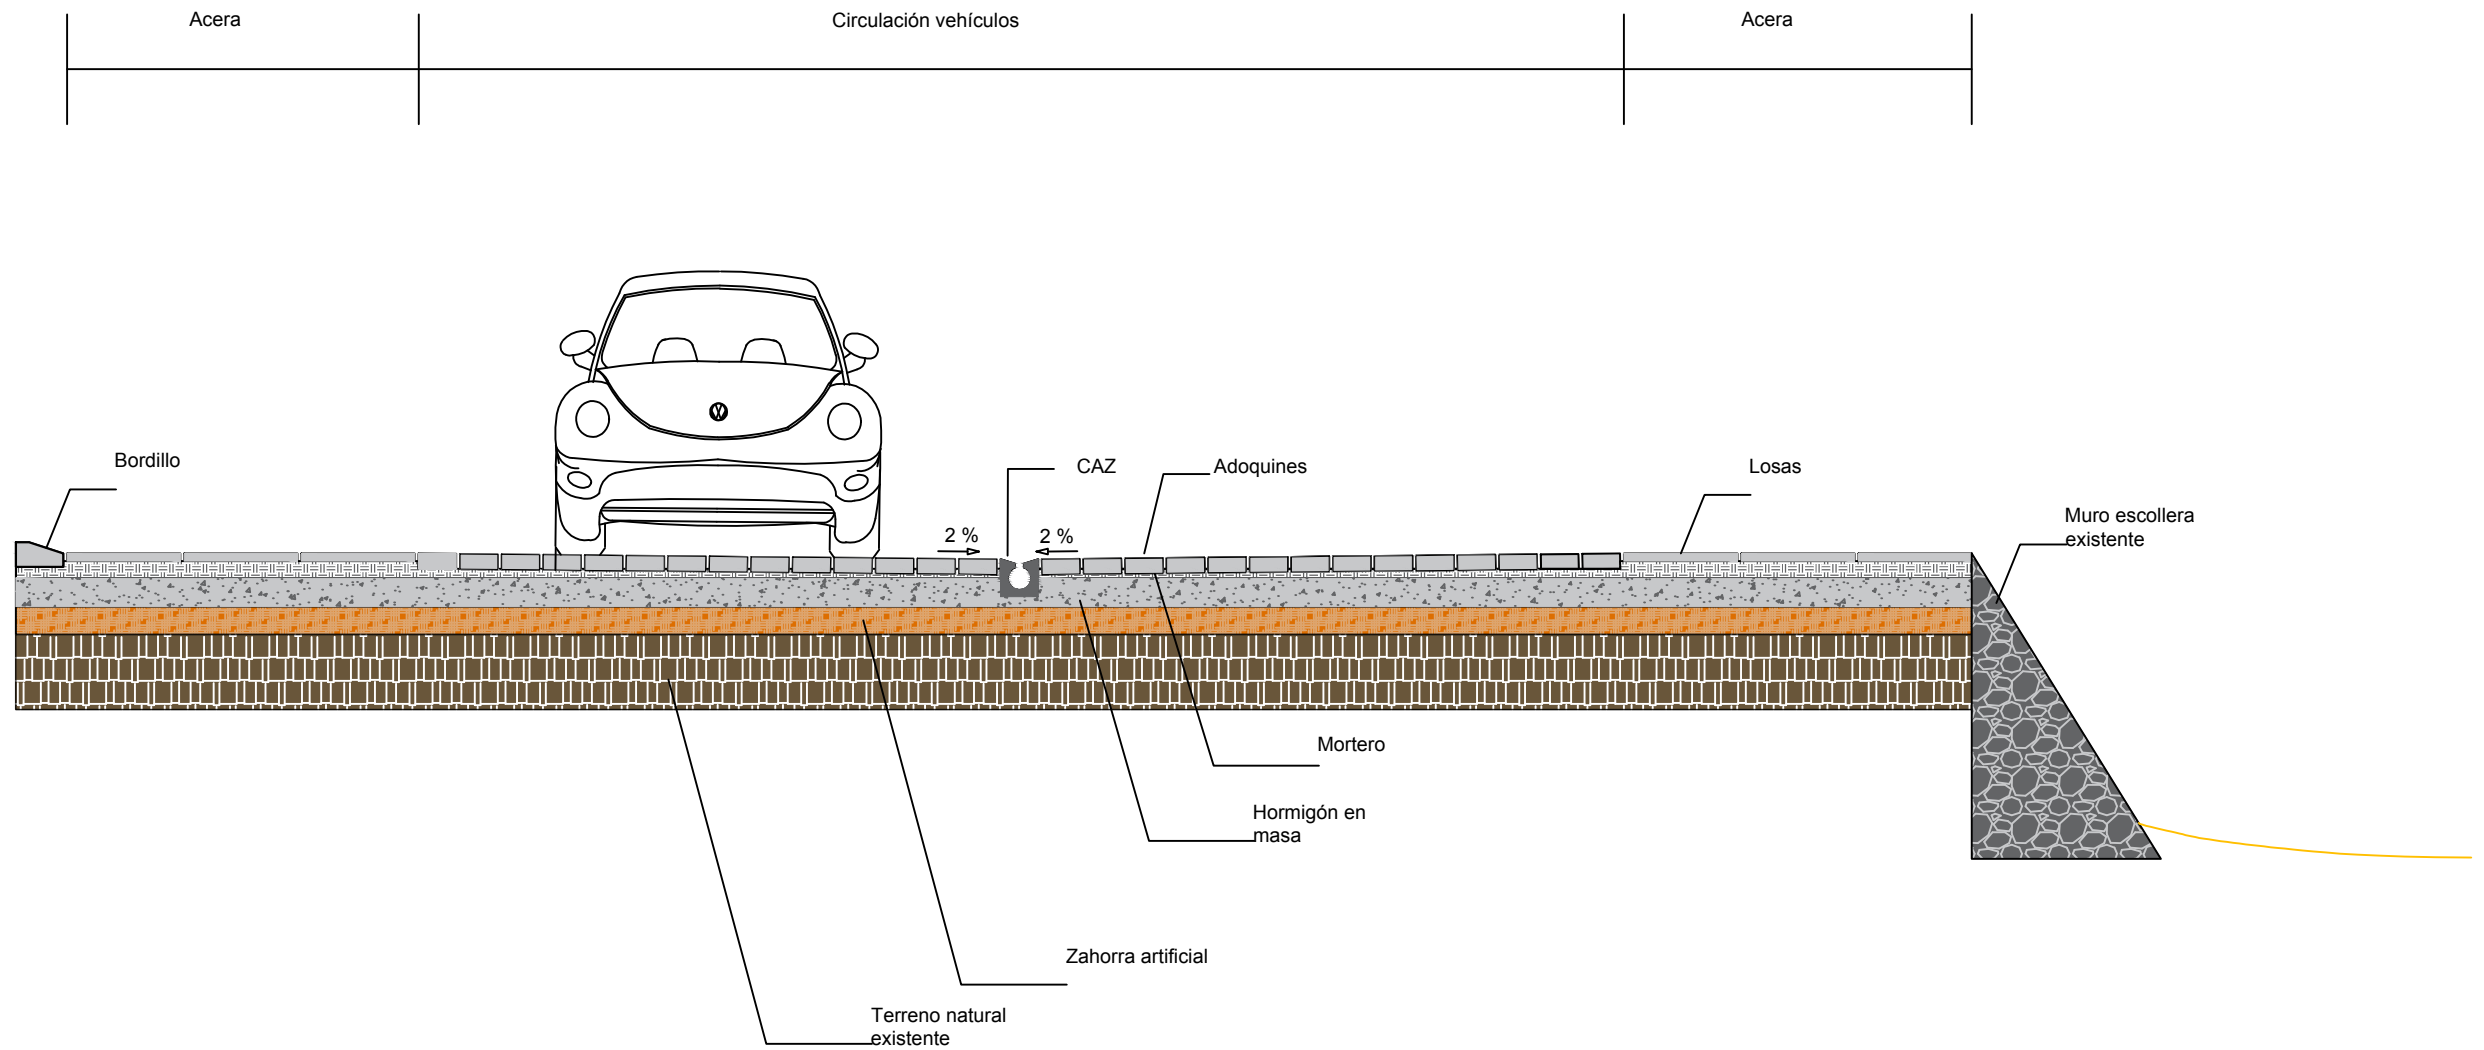 Acera
Circulación vehículos
Acera
Bordillo
CAZ
Adoquines
Losas
Muro escollera
existente
2 %
2 %
Mortero
Hormigón en
masa
Zahorra artificial
Terreno natural
existente